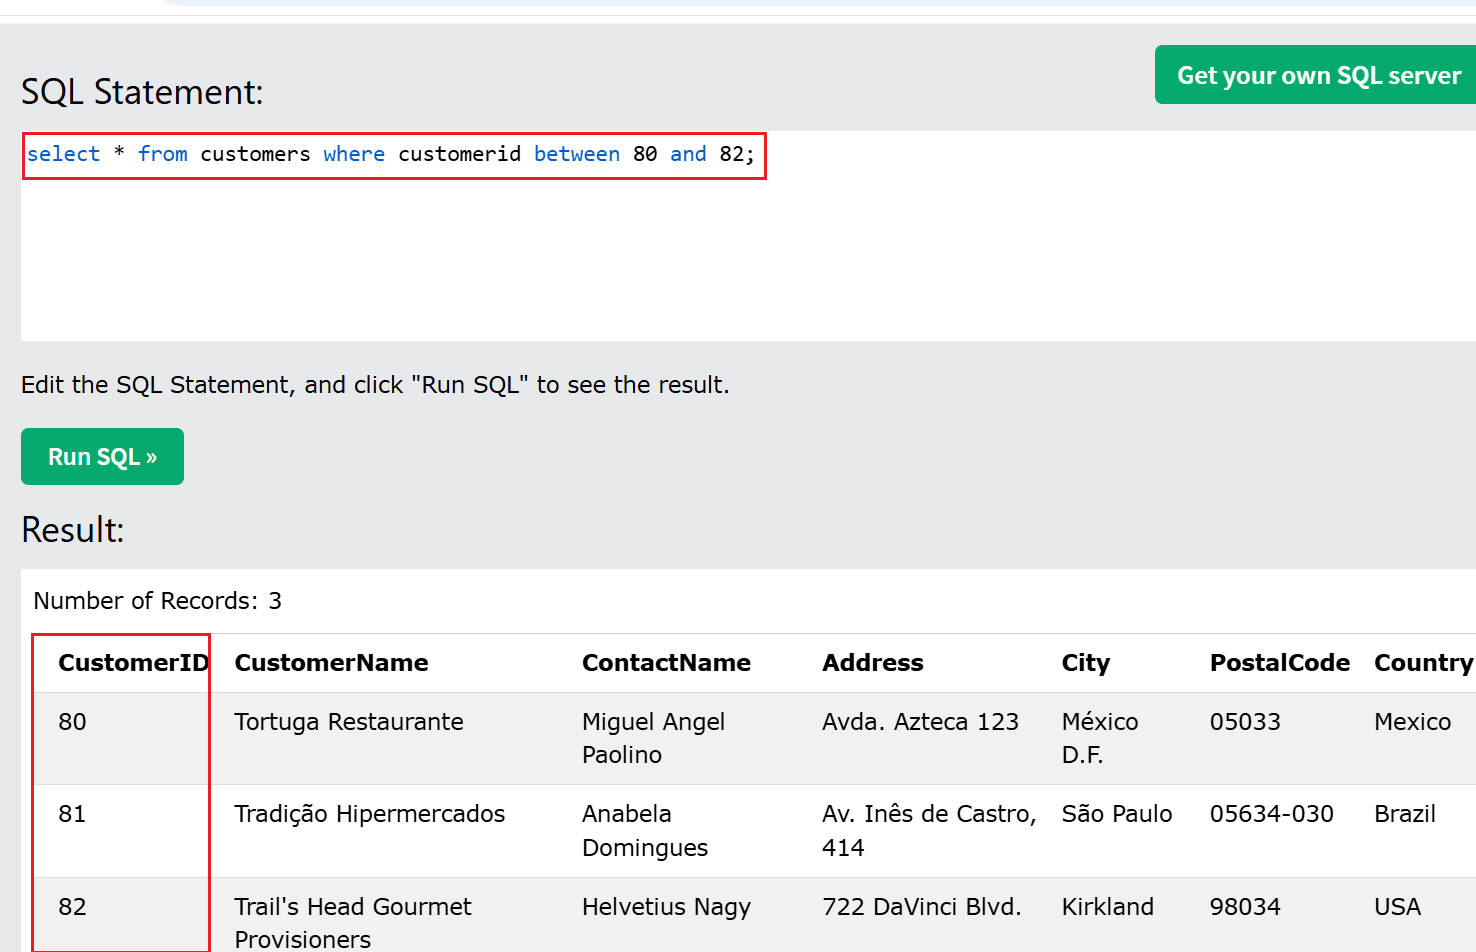 Get your own SQL server
SQL Statement:
select * from customers where customerid between 80 and 82;
Edit the SQL Statement, and click "Run SQL" to see the result.
Run SQL »
Result:
Number of Records: 3
CustomerID CustomerName ContactName Address City PostalCode Country
80 Tortuga Restaurante Miguel Angel Avda. Azteca 123 México 05033 Mexico
Paolino D.F.
81 Tradição Hipermercados Anabela Av. Inês de Castro, São Paulo 05634-030 Brazil
Domingues 414
82 Trail's Head Gourmet Helvetius Nagy 722 DaVinci Blvd. Kirkland 98034 USA
Provisioners